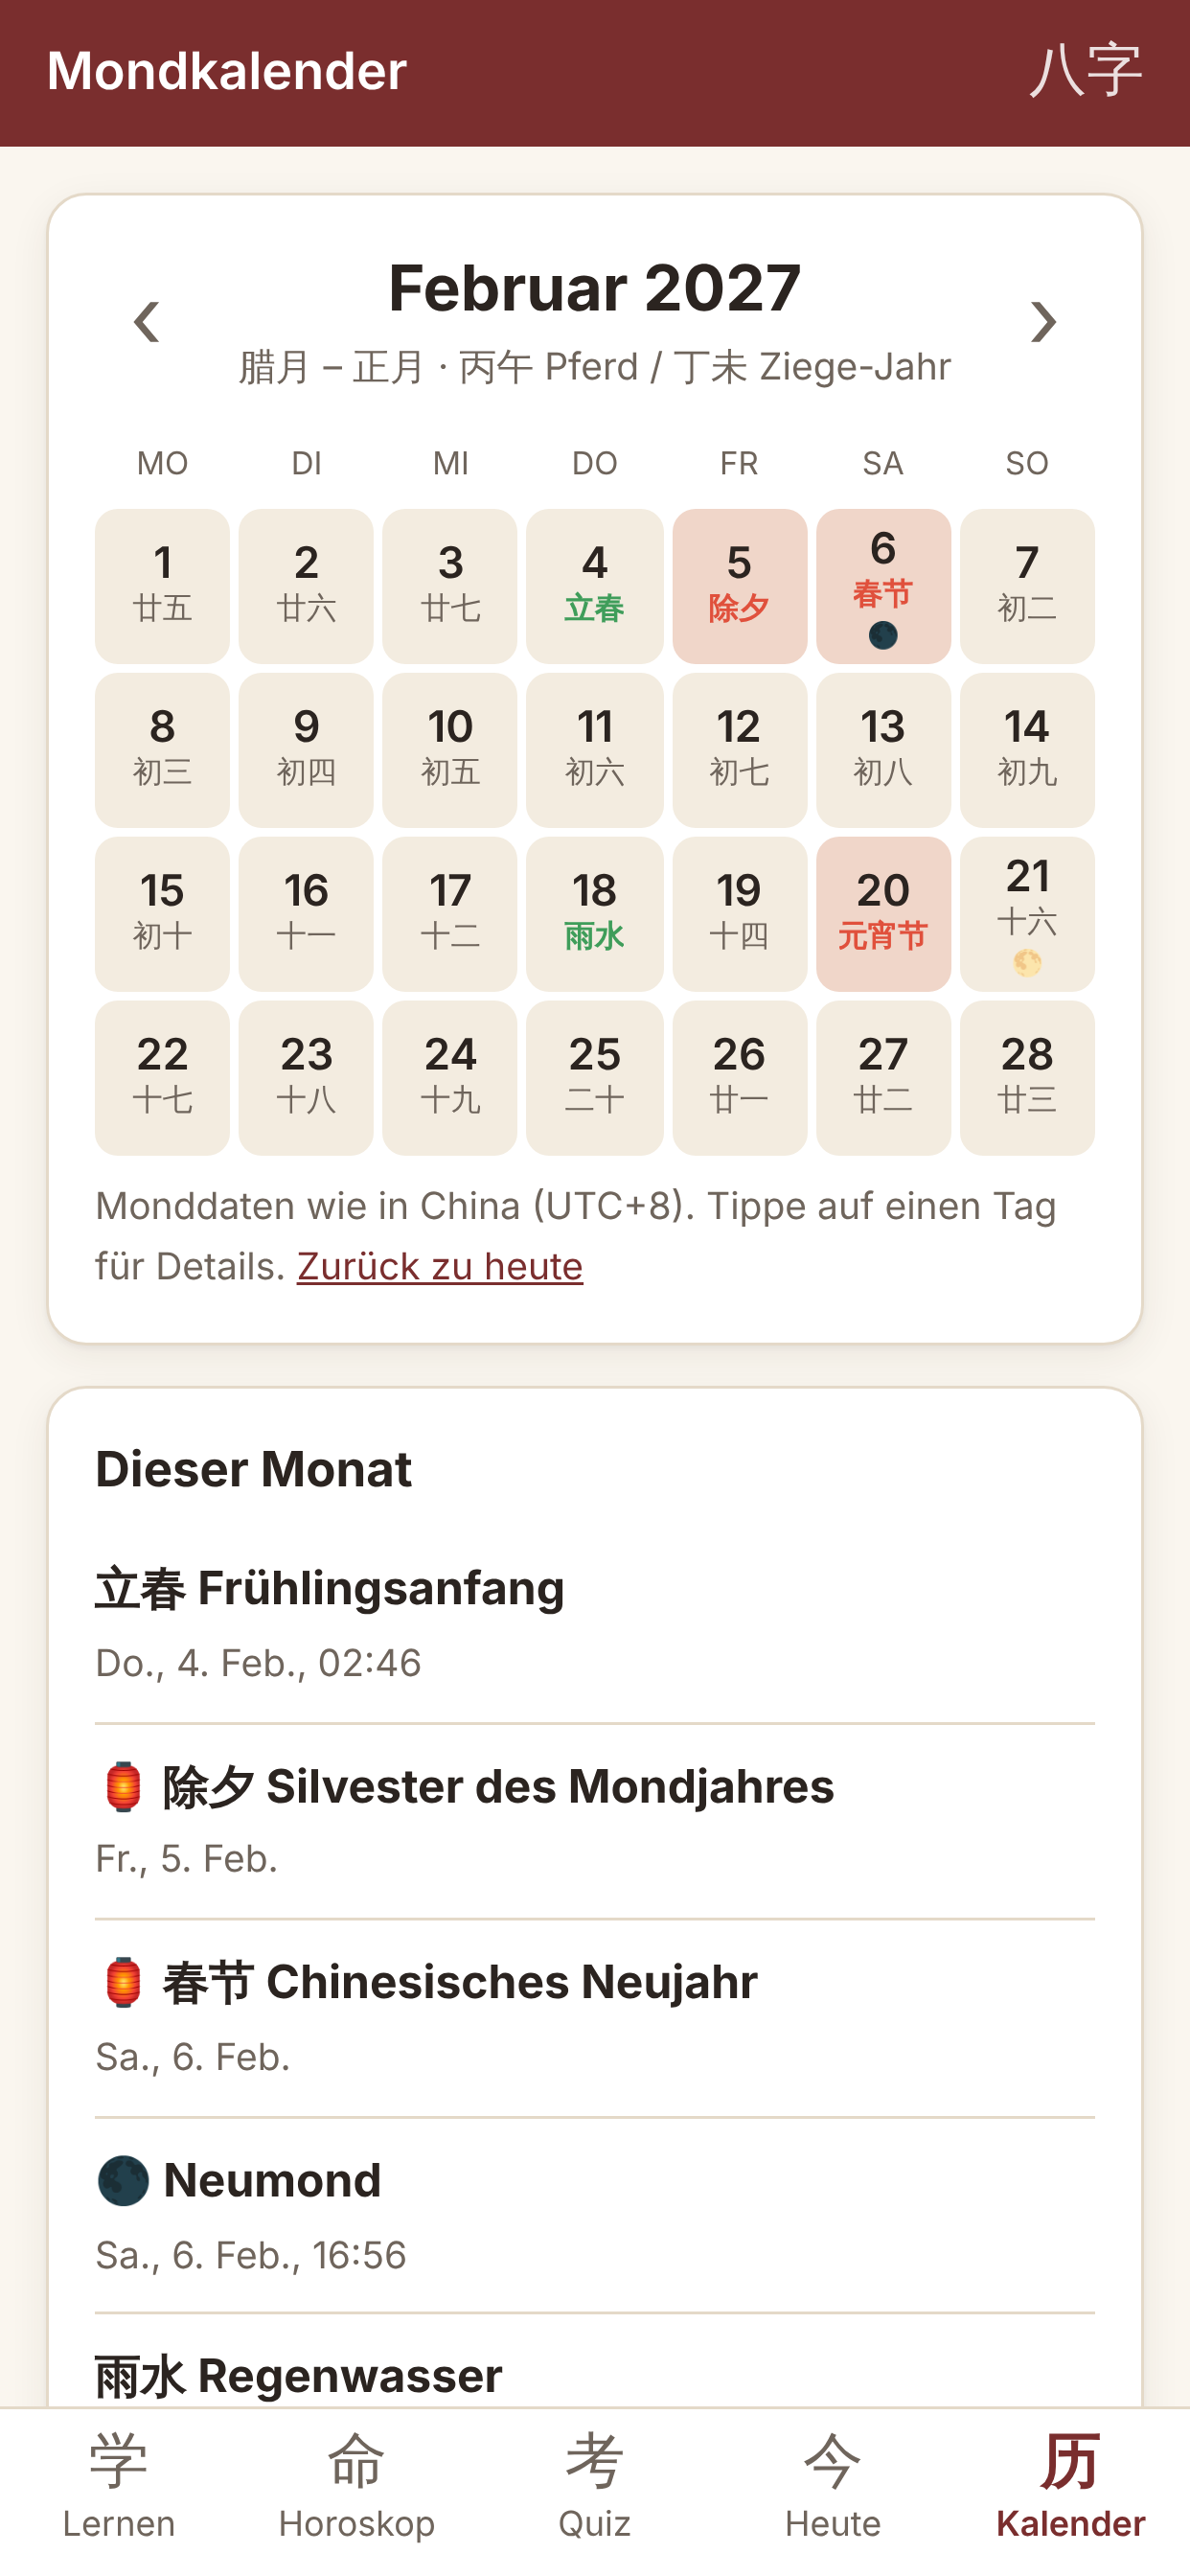 Mondkalender 八字
‹ Februar 2027 ›
腊月 – 正月 · 丙午 Pferd / 丁未 Ziege-Jahr
MO DI MI DO FR SA SO
1 2 3 4 5 6 7
廿五 廿六 廿七 立春 除夕 春节 初二
🌑
8 9 10 11 12 13 14
初三 初四 初五 初六 初七 初八 初九
15 16 17 18 19 20 21
初十 十一 十二 雨水 十四 元宵节 十六
🌕
22 23 24 25 26 27 28
十七 十八 十九 二十 廿一 廿二 廿三
Monddaten wie in China (UTC+8). Tippe auf einen Tag
für Details. Zurück zu heute
Dieser Monat
立春 Frühlingsanfang
Do., 4. Feb., 02:46
🏮 除夕 Silvester des Mondjahres
Fr., 5. Feb.
🏮 春节 Chinesisches Neujahr
Sa., 6. Feb.
🌑 Neumond
Sa., 6. Feb., 16:56
雨水 Regenwasser
学 命 考 今 历
Lernen Horoskop Quiz Heute Kalender